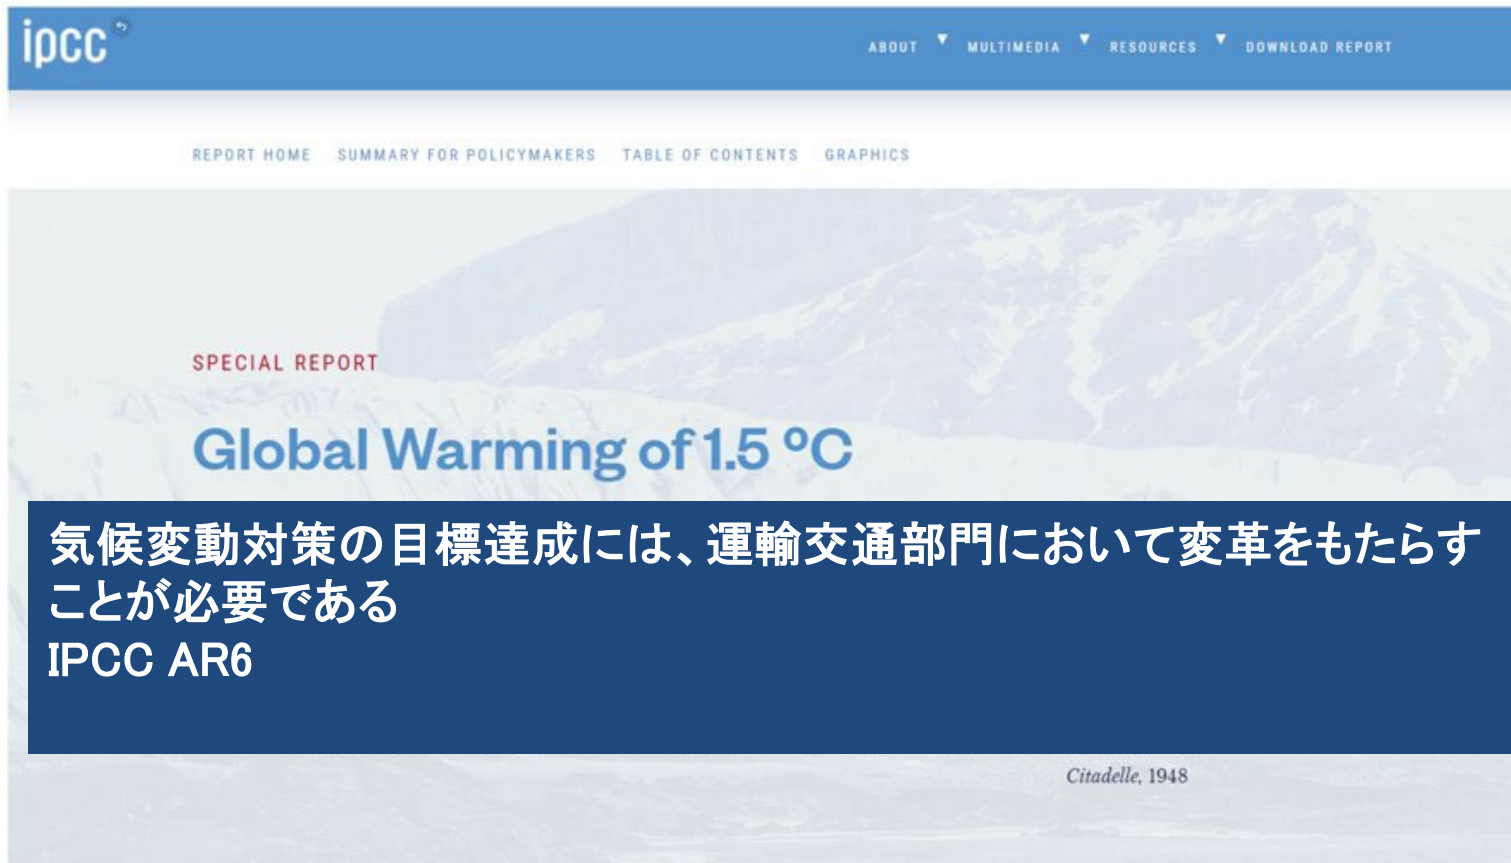 ipcc
ABOUT ▼ MULTIMEDIA ▼ RESOURCES ▼ DOWNLOAD REPORT
REPORT HOME SUMMARY FOR POLICYMAKERS TABLE OF CONTENTS GRAPHICS
SPECIAL REPORT
Global Warming of 1.5 ºC
気候変動対策の目標達成には、運輸交通部門において変革をもたらす
ことが必要である
IPCC AR6
Citadelle, 1948